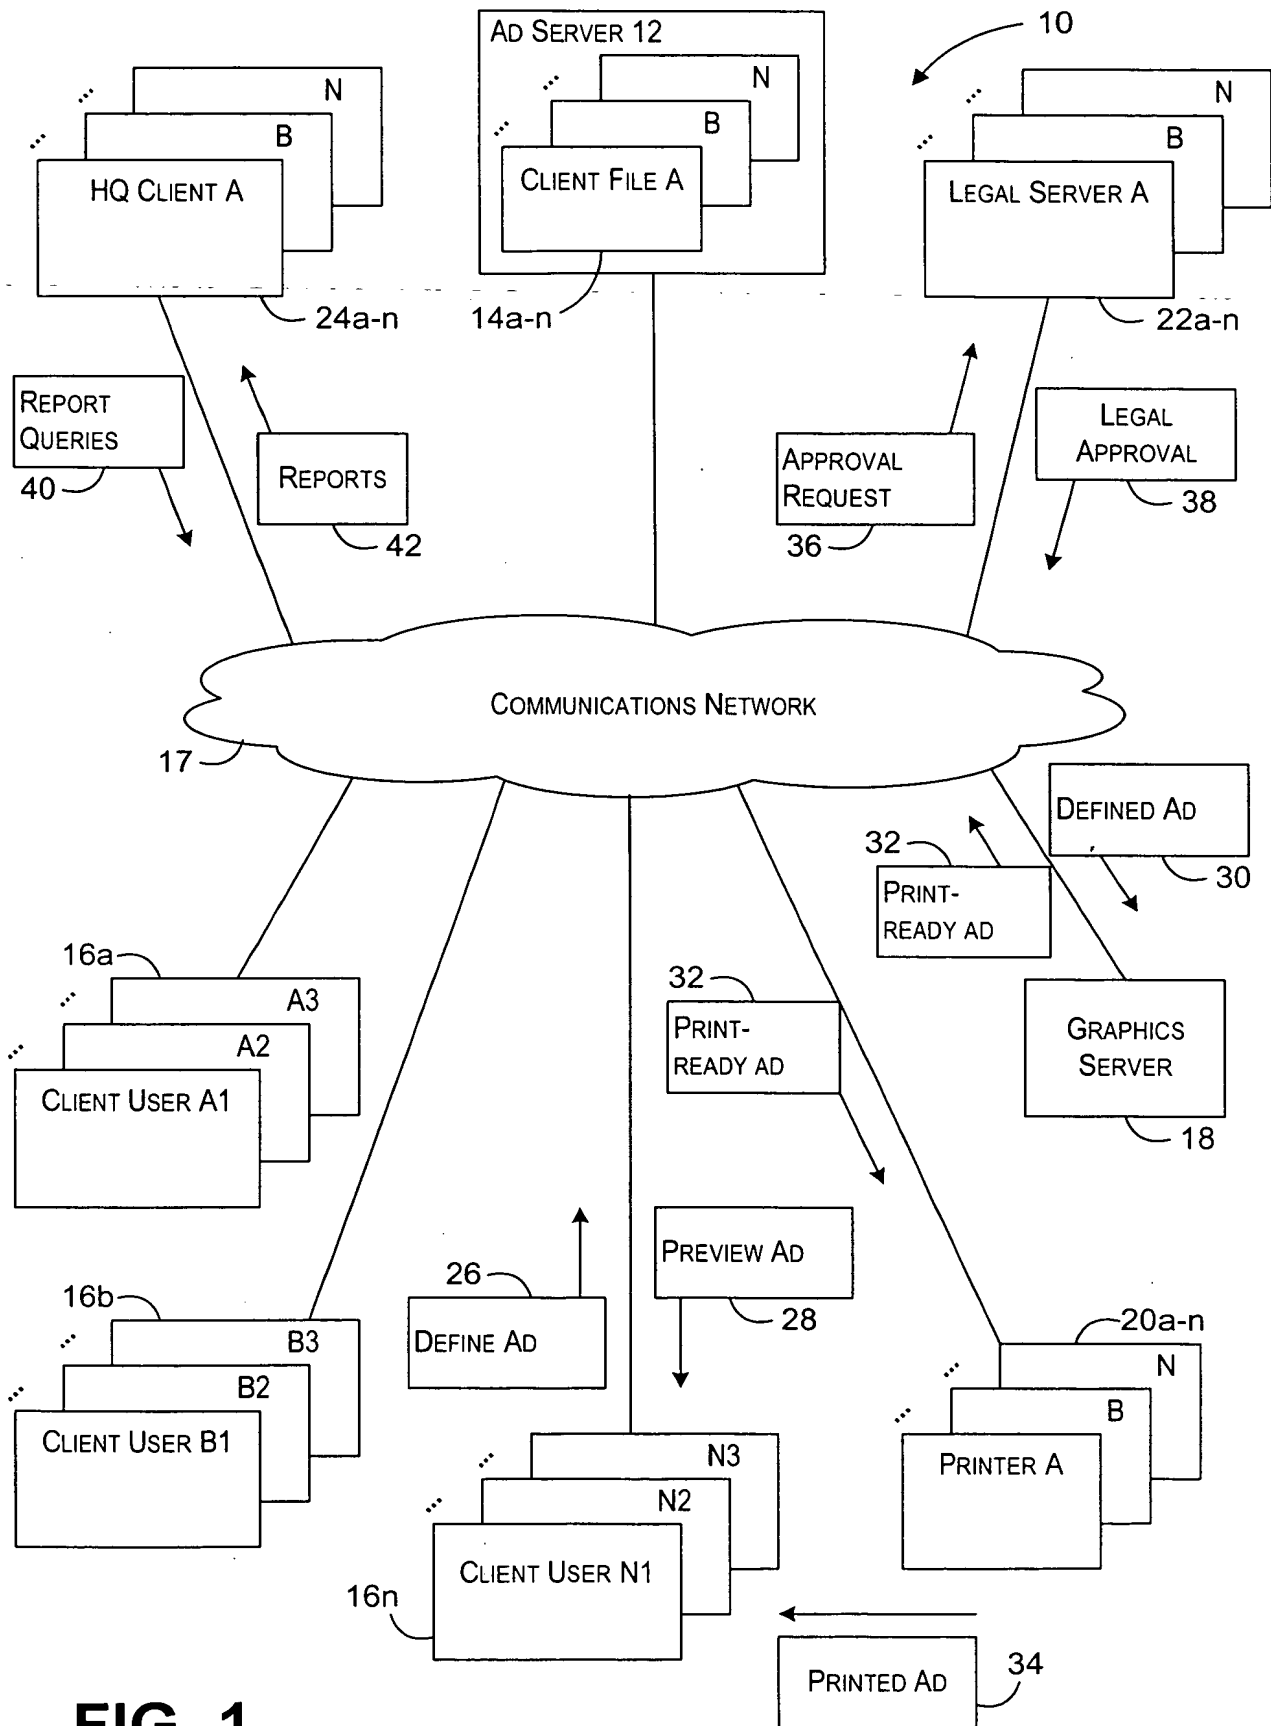 AD SERVER 12
10
N
B
HQ CLIENT A
24a-n
N
B
CLIENT FILE A
14a-n
N
B
LEGAL SERVER A
22a-n
REPORT
QUERIES
40
REPORTS
42
APPROVAL
REQUEST
36
LEGAL
APPROVAL
38
COMMUNICATIONS NETWORK
17
DEFINED AD
30
32
PRINT-
READY AD
32
PRINT-
READY AD
GRAPHICS
SERVER
18
16a
A3
A2
CLIENT USER A1
16b
B3
B2
CLIENT USER B1
26
DEFINE AD
PREVIEW AD
28
20a-n
N
B
PRINTER A
N3
N2
CLIENT USER N1
16n
PRINTED AD
34
FIG. 1